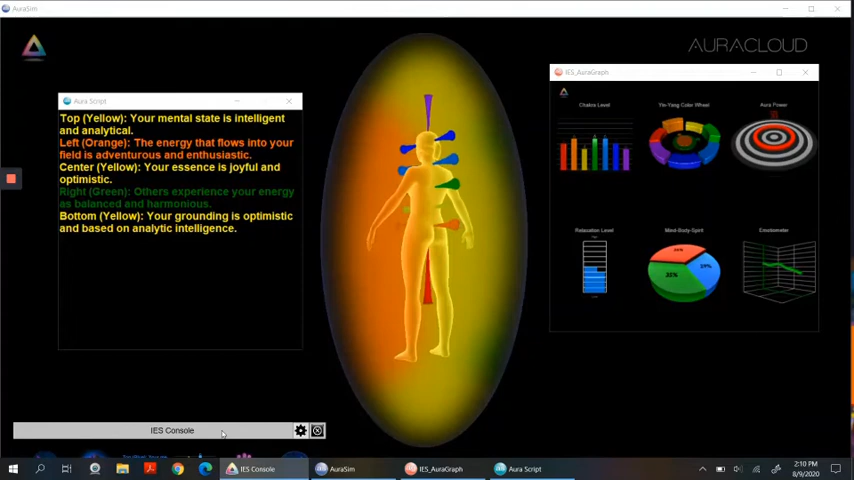 AuraSim
AURACLOUD
IES_AuraGraph
Aura Script
Top (Yellow): Your mental state is intelligent
and analytical.
Left (Orange): The energy that flows into your
field is adventurous and enthusiastic.
Center (Yellow): Your essence is joyful and
optimistic.
Right (Green): Others experience your energy
as balanced and harmonious.
Bottom (Yellow): Your grounding is optimistic
and based on analytic intelligence.
Chakra Level
Yin-Yang Color Wheel
Aura Power
Relaxation Level
Mind-Body-Spirit
Emotiometer
IES Console
IES Console
AuraSim
IES_AuraGraph
Aura Script
2:10 PM
8/9/2020